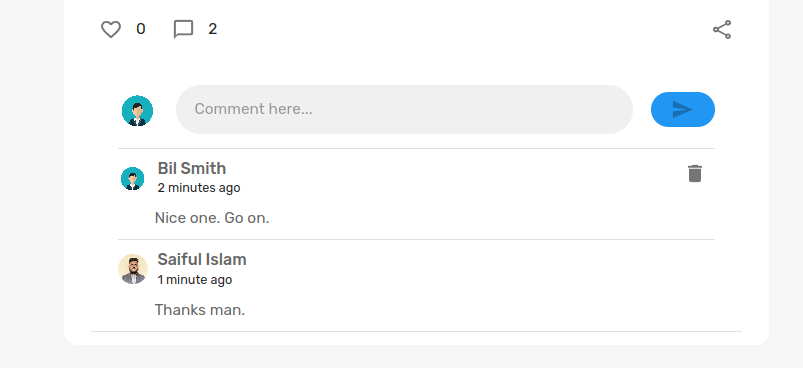 0 2
Comment here...
Bil Smith
2 minutes ago
Nice one. Go on.
Saiful Islam
1 minute ago
Thanks man.